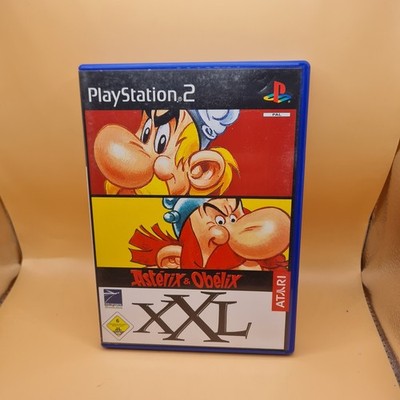 PlayStation®2
PAL
Astérix & Obélix
XXL
ATARI